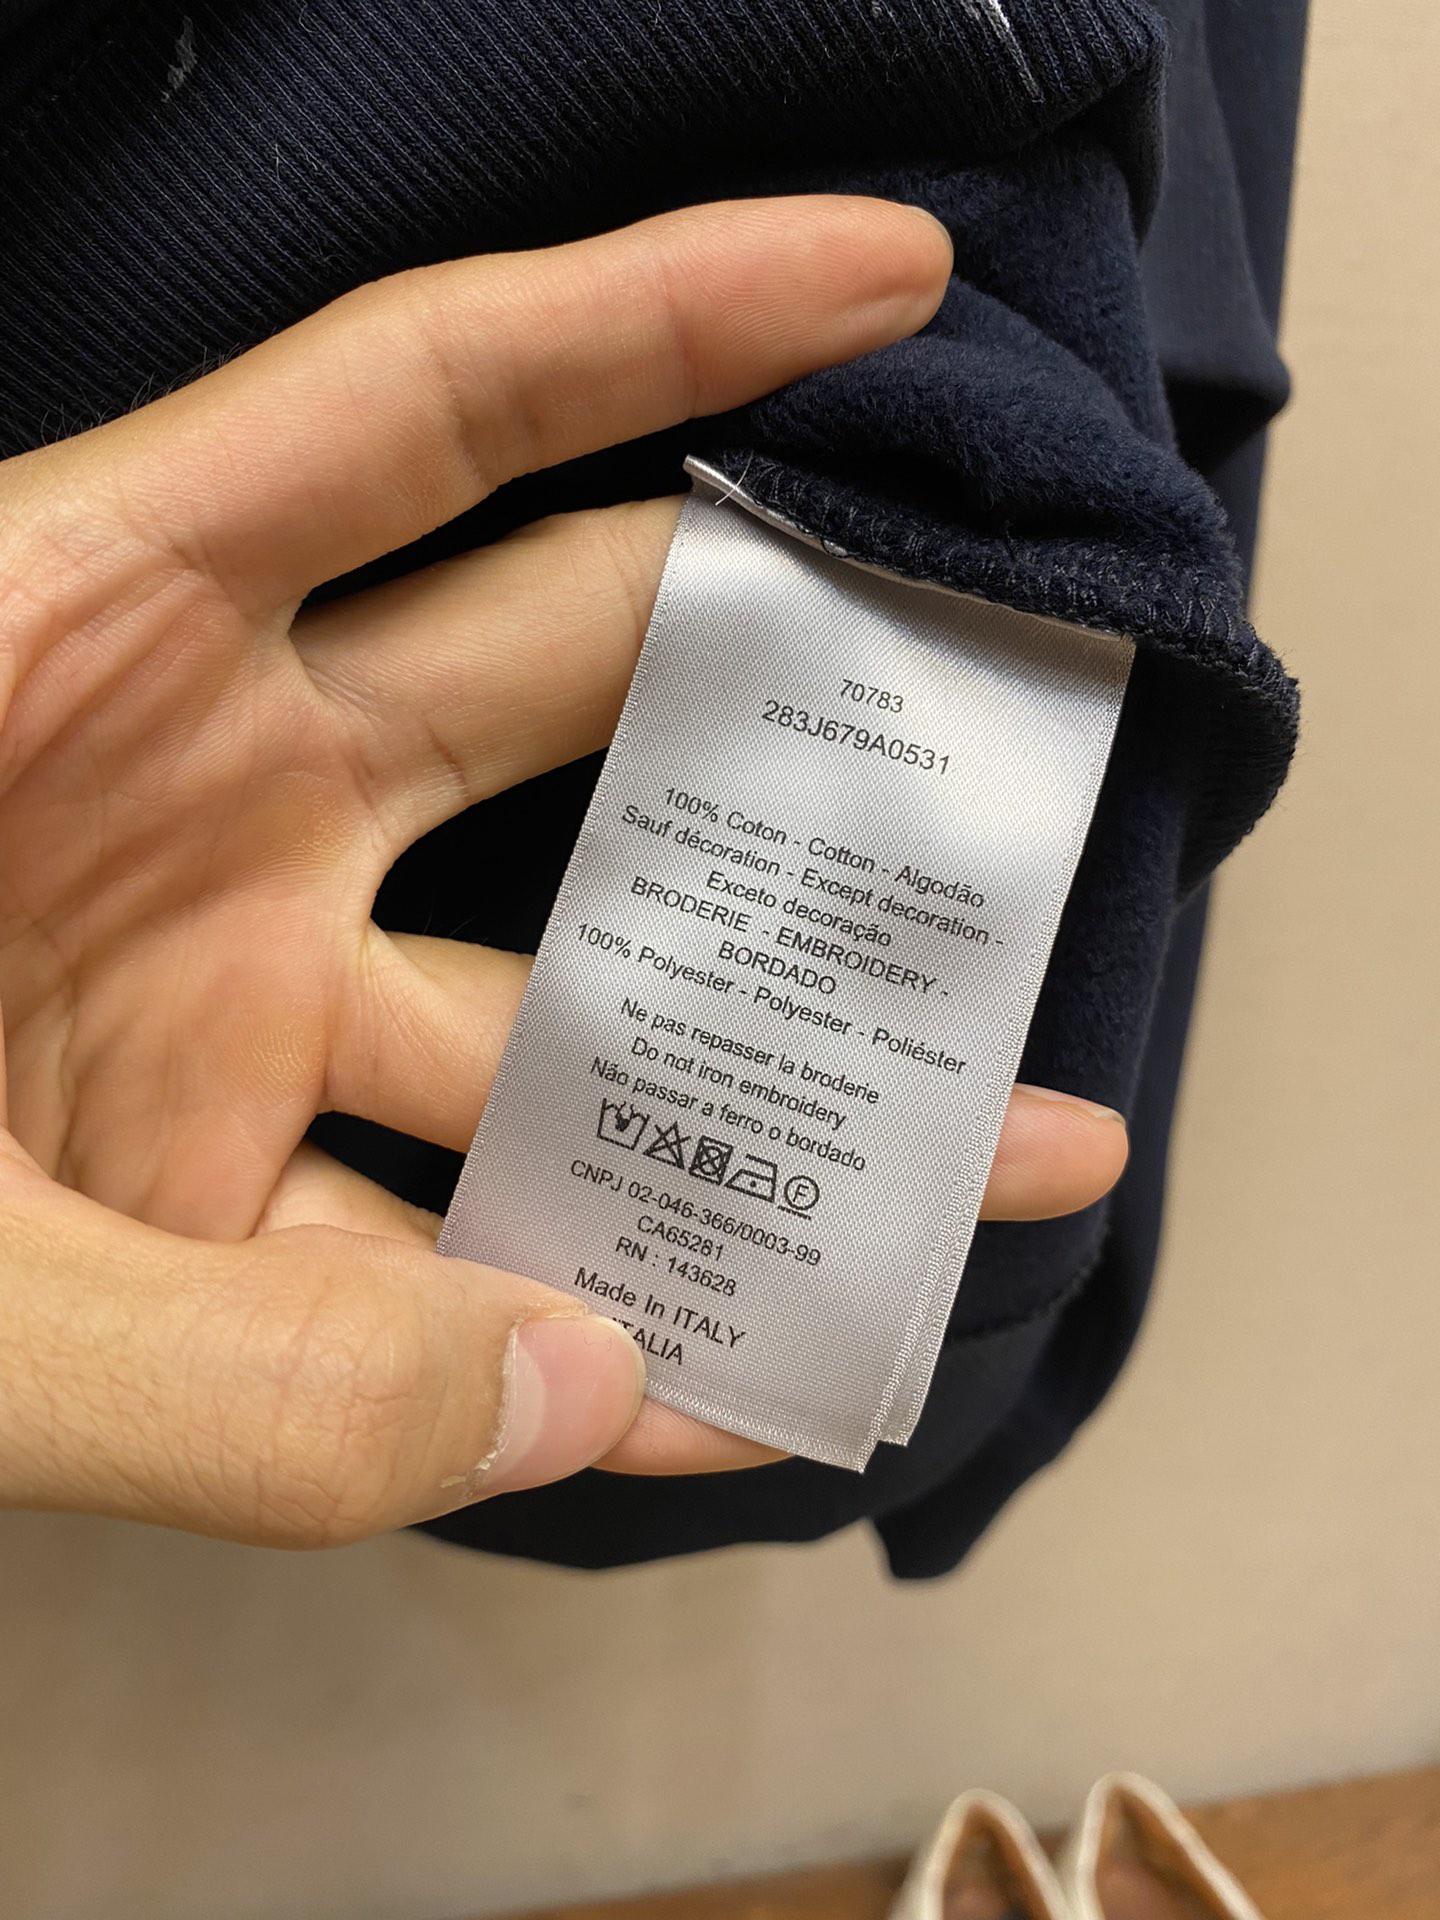 70783
283J679A0531
100% Coton - Cotton - Algodão
Sauf décoration - Except decoration -
Exceto decoração
BRODERIE - EMBROIDERY -
BORDADO
100% Polyester - Polyester - Poliéster
Ne pas repasser la broderie
Do not iron embroidery
Não passar a ferro o bordado
F
CNPJ 02-046-366/0003-99
CA65281
RN : 143628
Made In ITALY
ITALIA